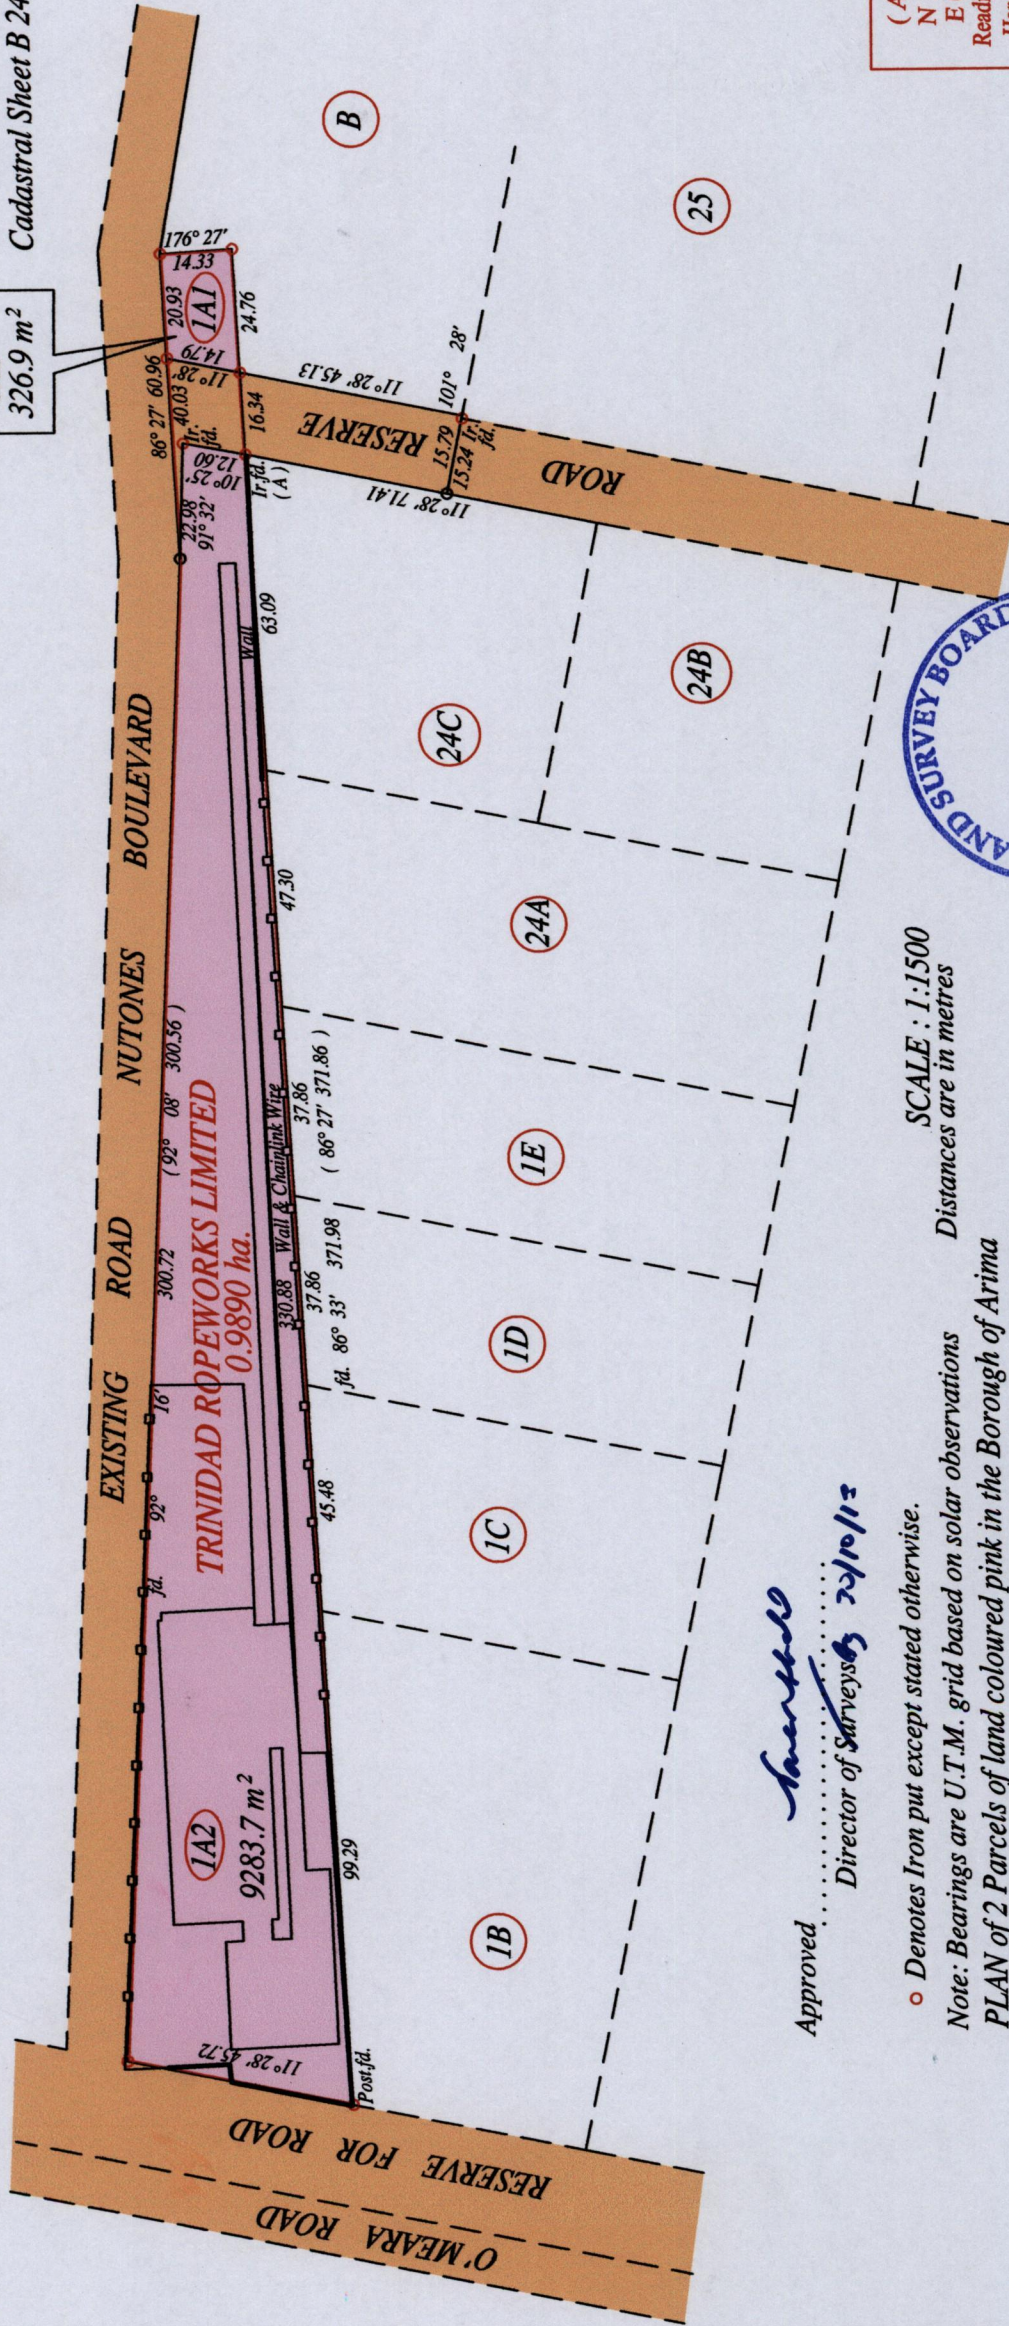 Cadastral Sheet B 24
326.9 m²
(A
N
E
Read
B
25
176° 27'
14.33
20.93
1A1
24.76
14.79
11° 28'
86° 27' 60.96
40.03
Ir. fd.
12.60
10° 25'
22.98
91° 32'
16.34
Ir. fd.
(A)
11° 28' 45.13
101° 28'
15.79
15.24 Ir. fd.
11° 28' 71.41
RESERVE
ROAD
EXISTING ROAD NUTONES BOULEVARD
Wall
63.09
24C
24B
47.30
24A
( 92° 08' 300.56 )
300.72
fd. 92° 16'
TRINIDAD ROPEWORKS LIMITED
0.9890 ha.
Wall & Chainlink Wire
330.88
37.86
( 86° 27' 371.86 )
1E
37.86
fd. 86° 33' 371.98
1D
45.48
1C
1A2
9283.7 m²
99.29
1B
11° 28' 45.72
Post.fd.
RESERVE FOR ROAD
O'MEARA ROAD
AND SURVEY BOARD
SCALE : 1:1500
Distances are in metres
Approved
Director of Surveys
Denotes Iron put except stated otherwise.
Note: Bearings are U.T.M. grid based on solar observations
PLAN of 2 Parcels of land coloured pink in the Borough of Arima